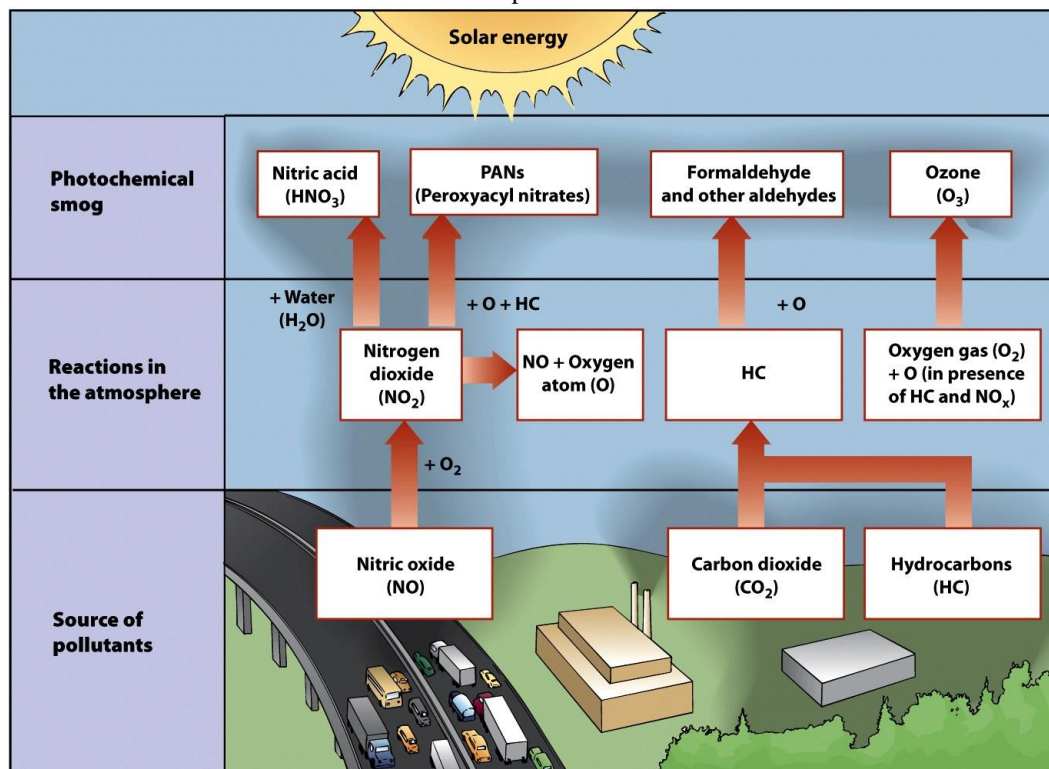 Solar energy
Photochemical
smog
Nitric acid
(HNO₃)
PANs
(Peroxyacyl nitrates)
Formaldehyde
and other aldehydes
Ozone
(O₃)
Reactions in
the atmosphere
+ Water
(H₂O)
+ O + HC
+ O
Nitrogen
dioxide
(NO₂)
NO + Oxygen
atom (O)
HC
Oxygen gas (O₂)
+ O (in presence
of HC and NOₓ)
+ O₂
Source of
pollutants
Nitric oxide
(NO)
Carbon dioxide
(CO₂)
Hydrocarbons
(HC)